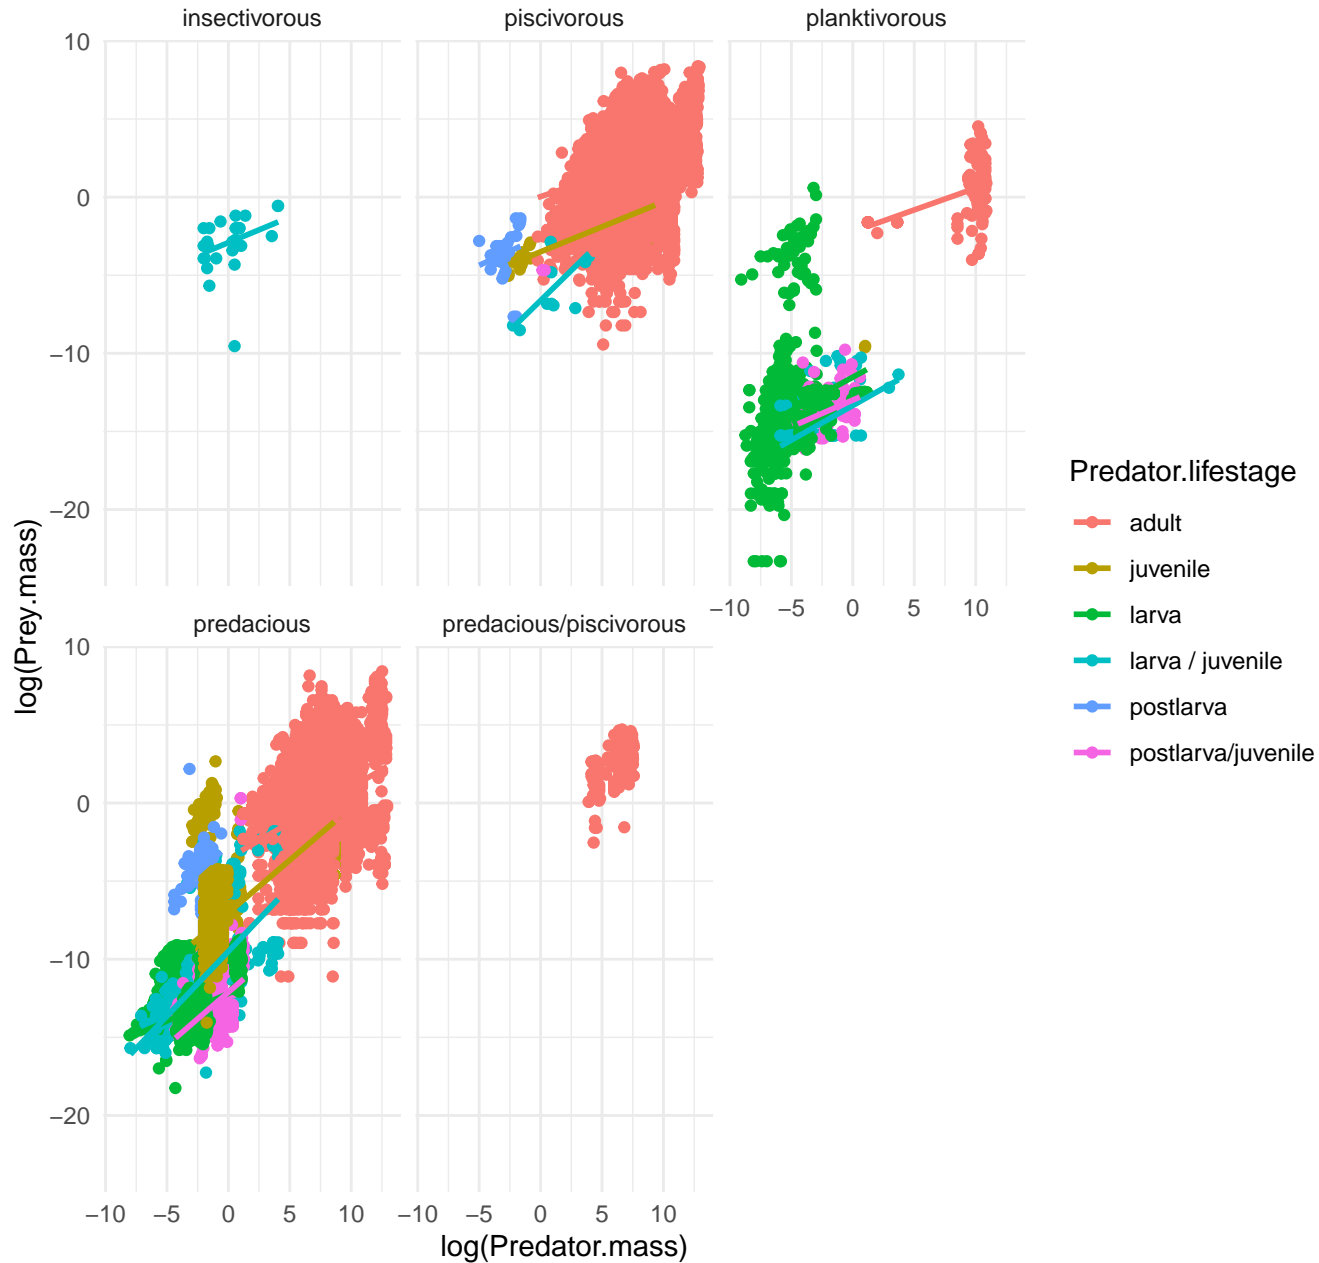 insectivorous piscivorous planktivorous
10
0
−10
−20
−10 −5 0 5 10
predacious predacious/piscivorous
10
0
−10
−20
−10 −5 0 5 10 −10 −5 0 5 10
log(Predator.mass)
log(Prey.mass)
Predator.lifestage
adult
juvenile
larva
larva / juvenile
postlarva
postlarva/juvenile